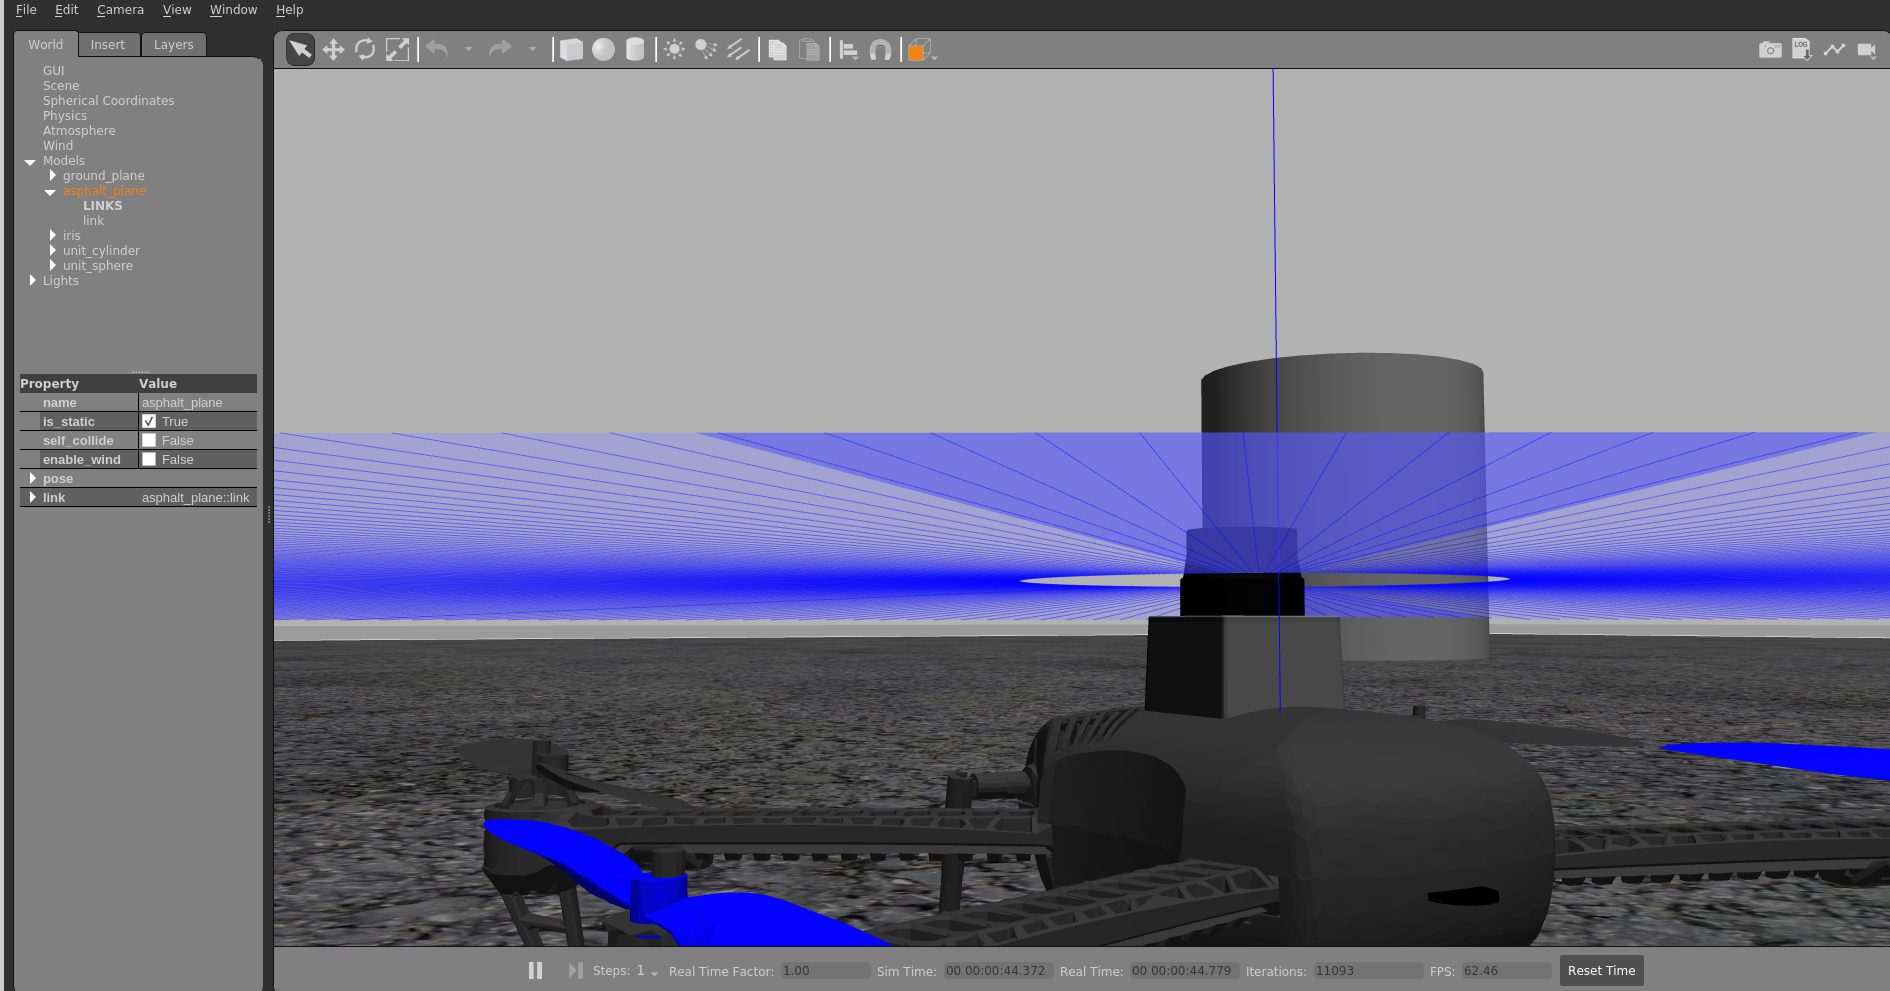 File Edit Camera View Window Help
World Insert Layers
GUI
Scene
Spherical Coordinates
Physics
Atmosphere
Wind
Models
ground_plane
asphalt_plane
LINKS
link
iris
unit_cylinder
unit_sphere
Lights
Property Value
name asphalt_plane
is_static True
self_collide False
enable_wind False
pose
link asphalt_plane::link
LOG
Steps: 1 Real Time Factor: 1.00 Sim Time: 00 00:00:44.372 Real Time: 00 00:00:44.779 Iterations: 11093 FPS: 62.46 Reset Time